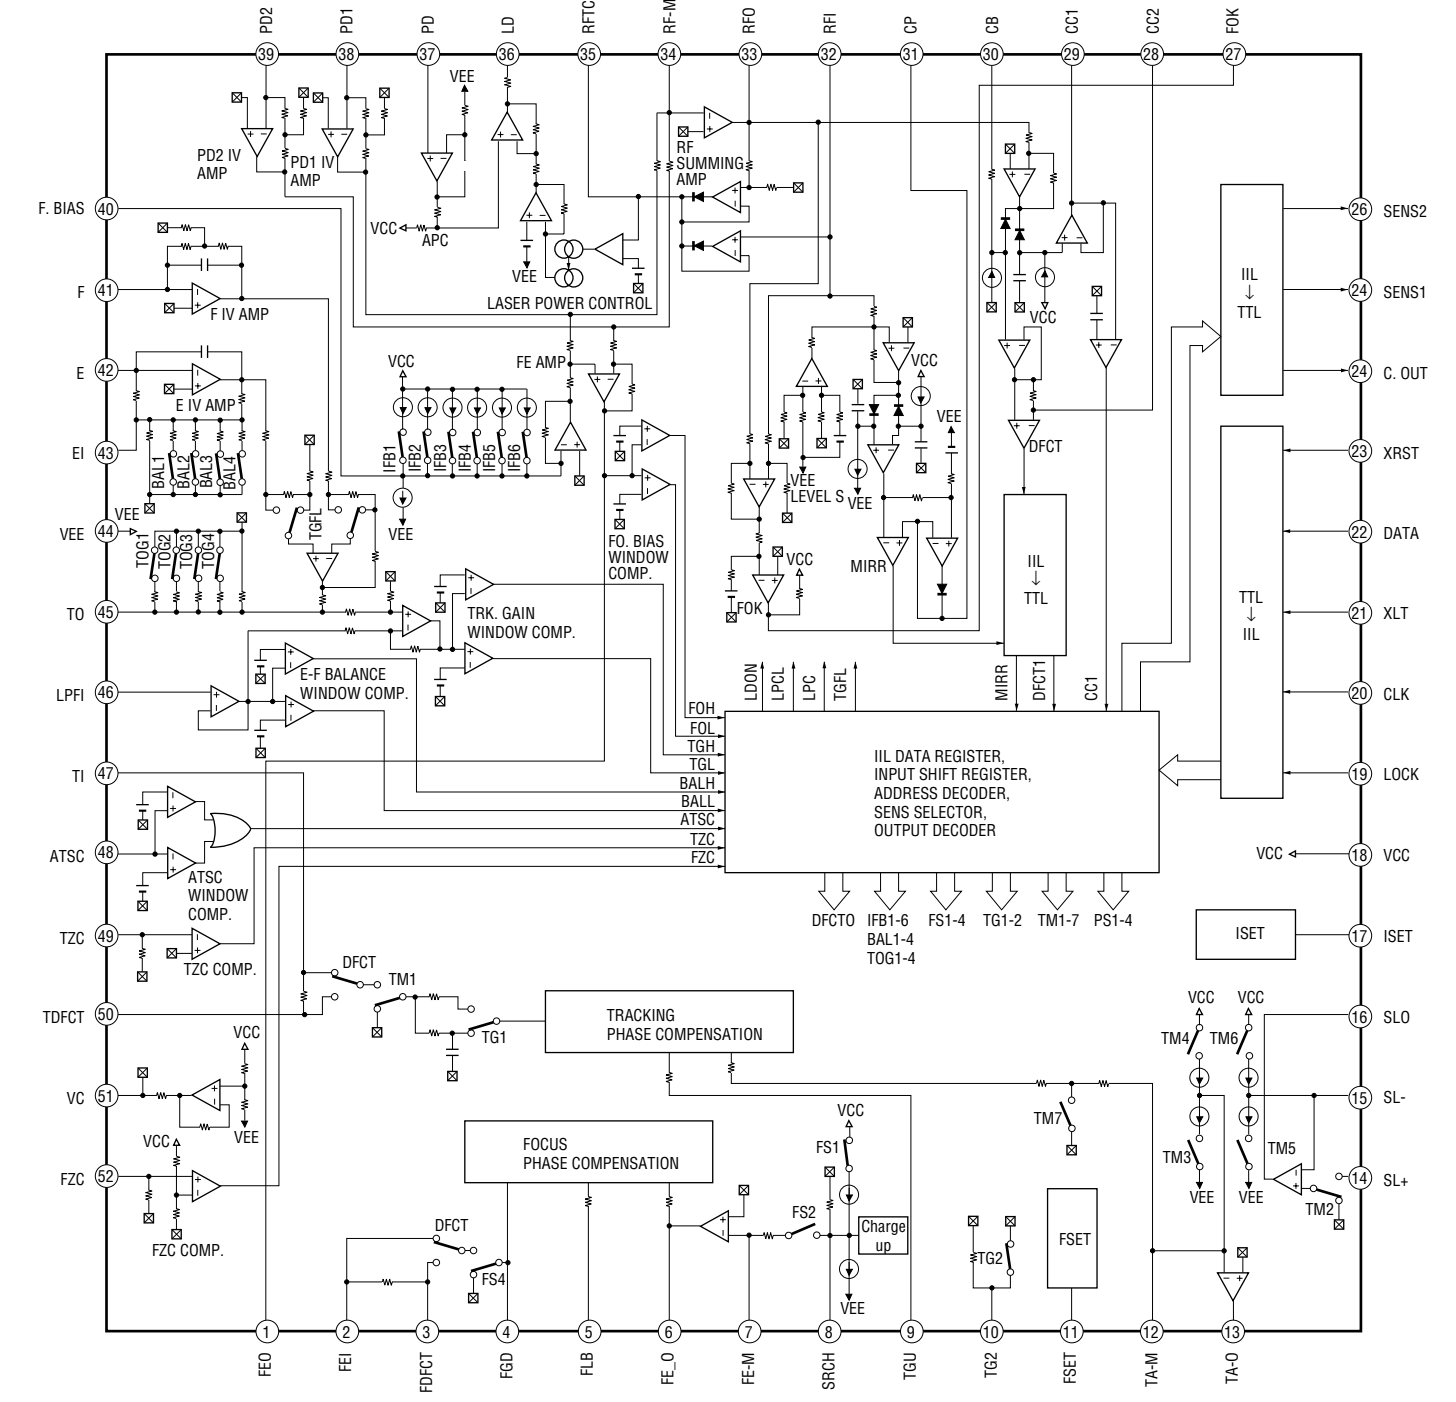 PD2
PD1
PD
LD
RFTC
RF-M
RFO
RFI
CP
CB
CC1
CC2
FOK
39
38
37
36
35
34
33
32
31
30
29
28
27
VEE
PD2 IV
AMP
PD1 IV
AMP
RF
SUMMING
AMP
VCC
APC
VEE
LASER POWER CONTROL
VCC
F. BIAS
40
F
41
F IV AMP
E
42
E IV AMP
EI
43
BAL1
BAL2
BAL3
BAL4
VEE
44
VEE
TOG1
TOG2
TOG3
TOG4
TGFL
TO
45
VCC
FE AMP
IFB1
IFB2
IFB3
IFB4
IFB5
IFB6
VEE
FO. BIAS
WINDOW
COMP.
TRK. GAIN
WINDOW COMP.
E-F BALANCE
WINDOW COMP.
VEE
LEVEL S
VCC
VEE
VEE
DFCT
MIRR
VCC
FOK
IIL
↓
TTL
IIL
↓
TTL
TTL
↓
IIL
26
SENS2
24
SENS1
24
C. OUT
23
XRST
22
DATA
21
XLT
20
CLK
19
LOCK
VCC
18
VCC
ISET
17
ISET
LPFI
46
TI
47
ATSC
48
ATSC
WINDOW
COMP.
TZC
49
TZC COMP.
TDFCT
50
VC
51
VCC
VEE
FZC
52
VCC
FZC COMP.
LDON
LPCL
LPC
TGFL
MIRR
DFCT1
CC1
FOH
FOL
TGH
TGL
BALH
BALL
ATSC
TZC
FZC
IIL DATA REGISTER,
INPUT SHIFT REGISTER,
ADDRESS DECODER,
SENS SELECTOR,
OUTPUT DECODER
DFCTO
IFB1-6
BAL1-4
TOG1-4
FS1-4
TG1-2
TM1-7
PS1-4
DFCT
TM1
TG1
TRACKING
PHASE COMPENSATION
FOCUS
PHASE COMPENSATION
DFCT
FS4
FS2
VCC
FS1
Charge
up
VEE
TG2
TM7
FSET
VCC
VCC
TM4
TM6
TM3
TM5
VEE
VEE
TM2
16
SLO
15
SL-
14
SL+
1
2
3
4
5
6
7
8
9
10
11
12
13
FEO
FEI
FDFCT
FGD
FLB
FE_O
FE-M
SRCH
TGU
TG2
FSET
TA-M
TA-O